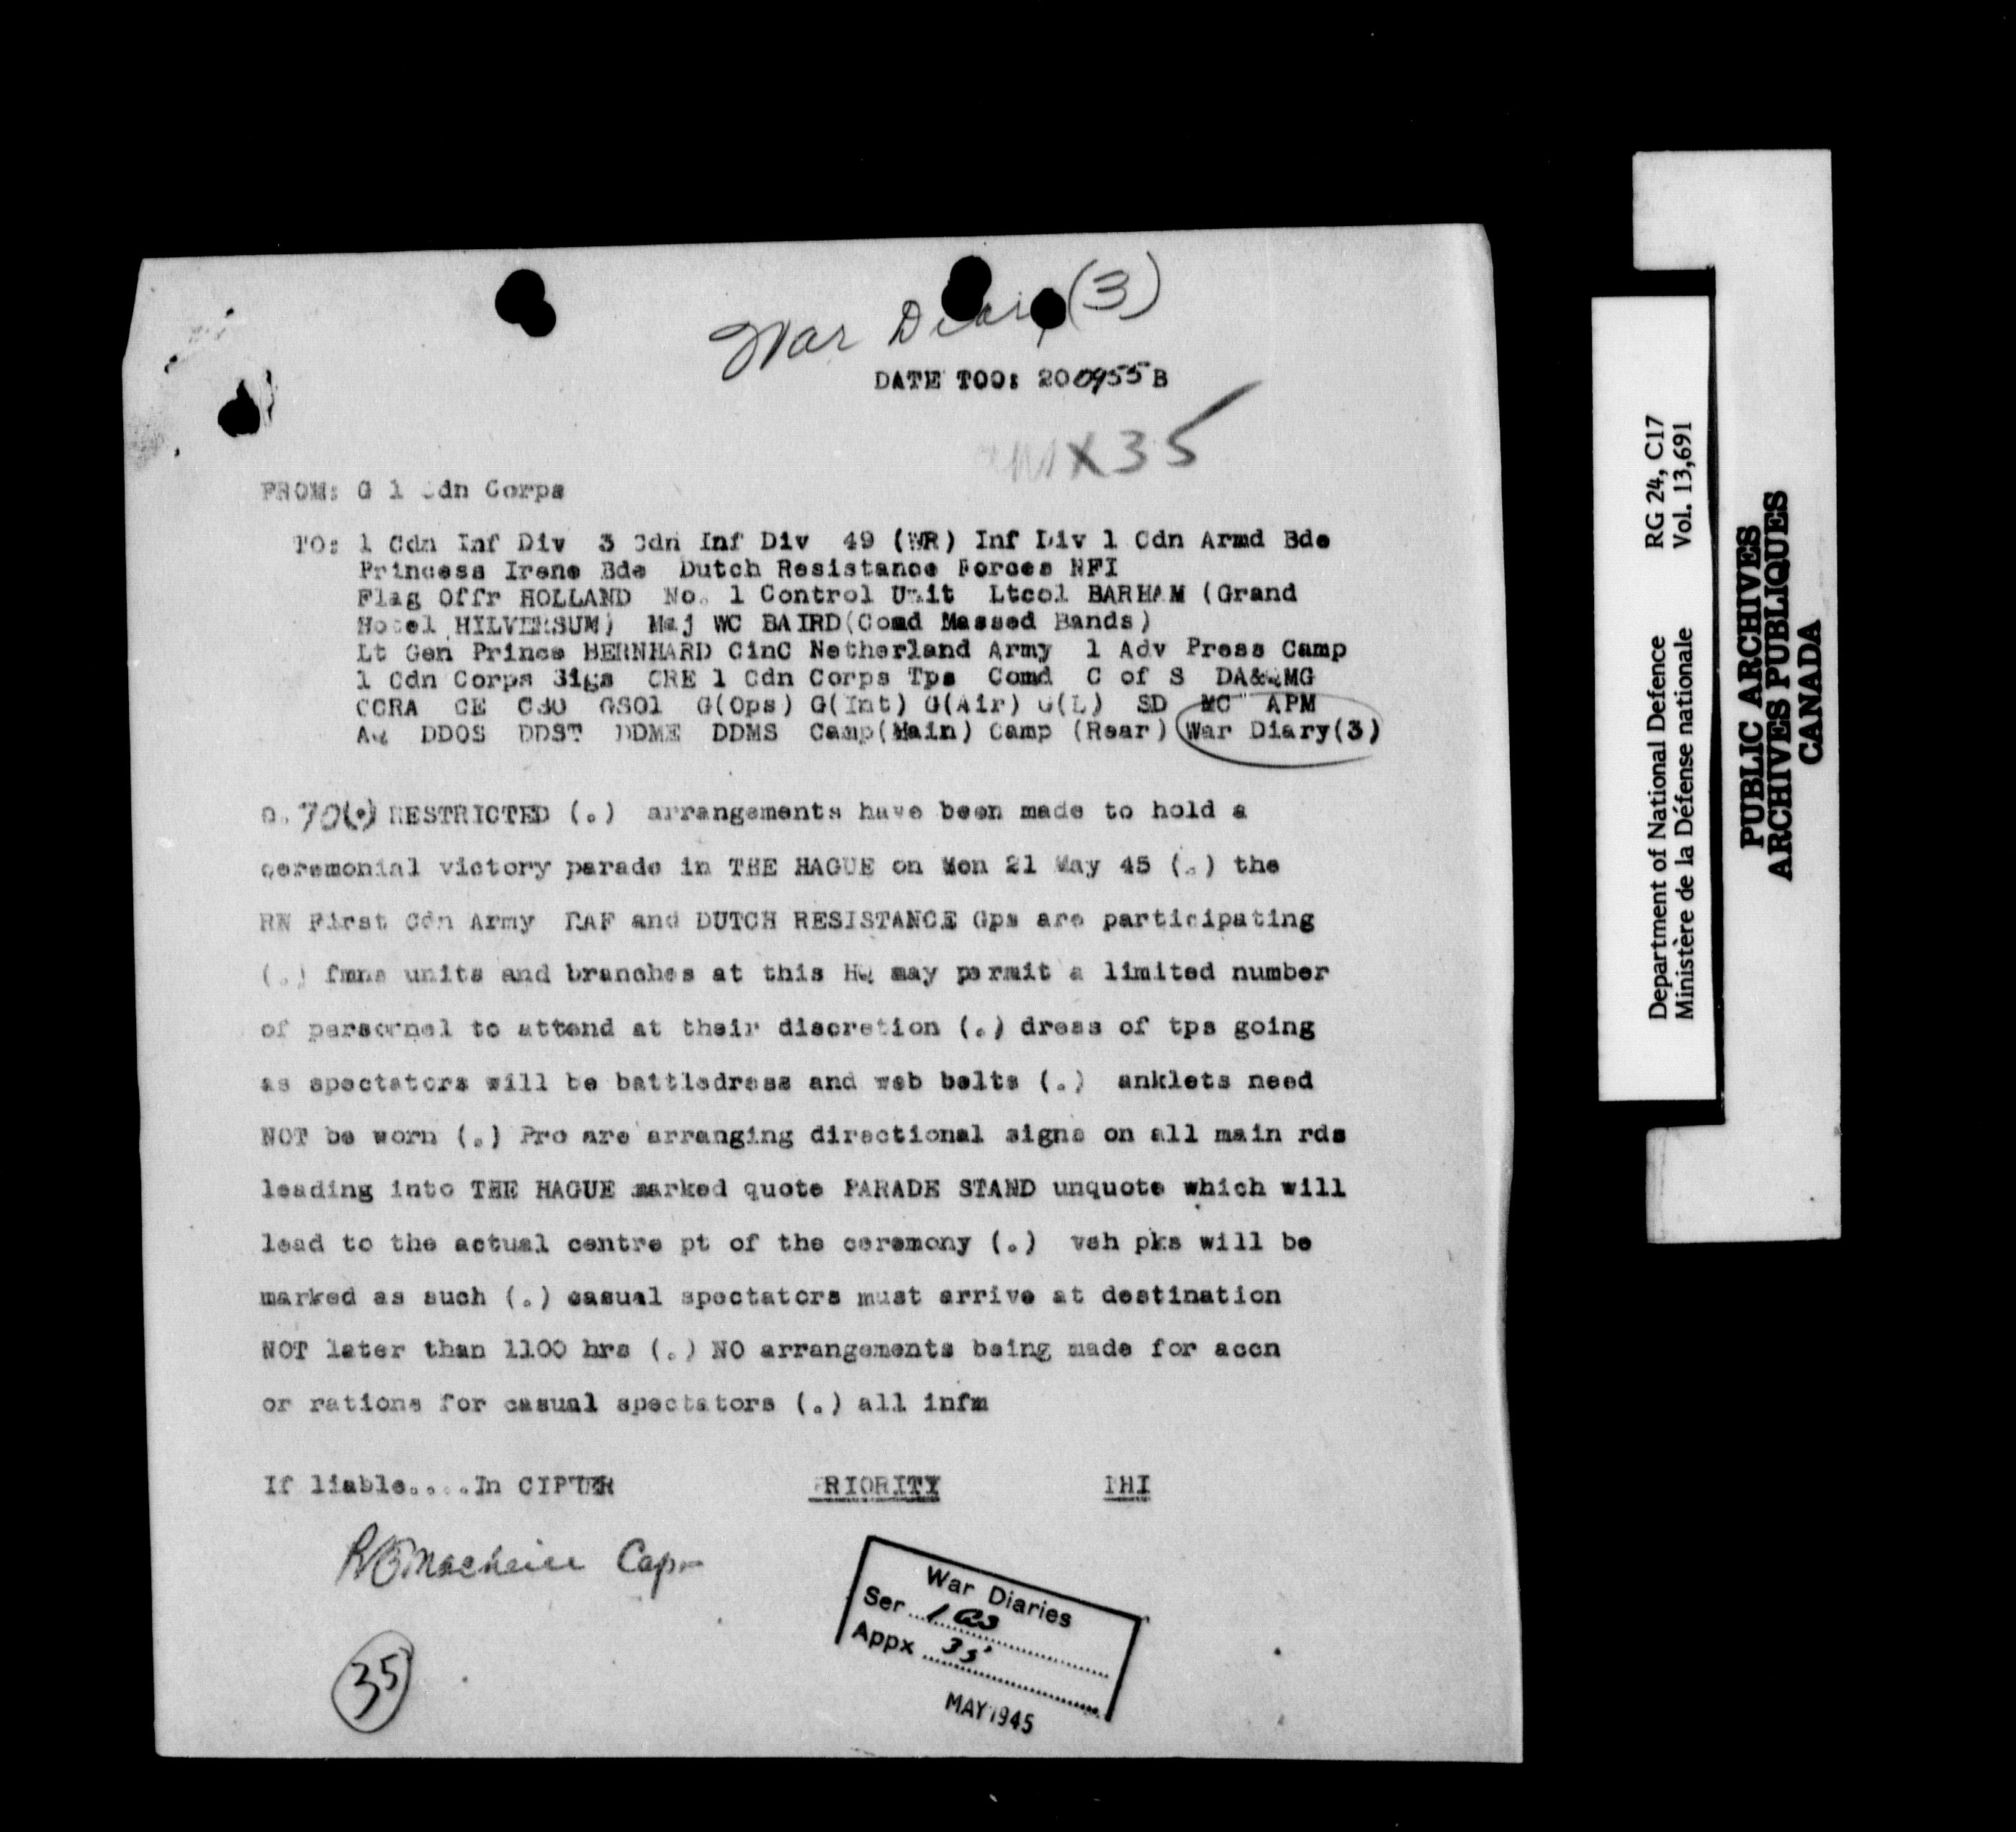 War Diary (3)
DATE TOO: 200955 B
35
FROM: G 1 Cdn Corps
TO: 1 Cdn Inf Div 3 Cdn Inf Div 49 (WR) Inf Div 1 Cdn Armd Bde
Princess Irene Bde Dutch Resistance Forces NFI
Flag Offr HOLLAND No. 1 Control Unit Ltcol BARHAM (Grand
Hotel HILVERSUM) Maj WC BAIRD (Comd Massed Bands)
Lt Gen Prince BERNHARD CinC Netherland Army 1 Adv Press Camp
1 Cdn Corps Sigs CRE 1 Cdn Corps Tps Comd C of S DA&QMG
CCRA CE CSO GSO1 G(Ops) G(Int) G(Air) G(L) SD MC APM
AQ DDOS DDST DDME DDMS Camp(Main) Camp (Rear) War Diary(3)
O. 70 (.) RESTRICTED (.) arrangements have been made to hold a
ceremonial victory parade in THE HAGUE on Mon 21 May 45 (.) the
RN First Cdn Army RAF and DUTCH RESISTANCE Gps are participating
(.) fmns units and branches at this HQ may permit a limited number
of personnel to attend at their discretion (.) dress of tps going
as spectators will be battledress and web belts (.) anklets need
NOT be worn (.) Pro are arranging directional signs on all main rds
leading into THE HAGUE marked quote PARADE STAND unquote which will
lead to the actual centre pt of the ceremony (.) veh pks will be
marked as such (.) casual spectators must arrive at destination
NOT later than 1100 hrs (.) NO arrangements being made for accn
or rations for casual spectators (.) all infm
If liable....In CIPHER PRIORITY PHI
Capt
War Diaries
Ser
Appx 35
MAY 1945
35
Department of National Defence RG 24, C17
Ministère de la Défense nationale Vol. 13,691
PUBLIC ARCHIVES
ARCHIVES PUBLIQUES
CANADA